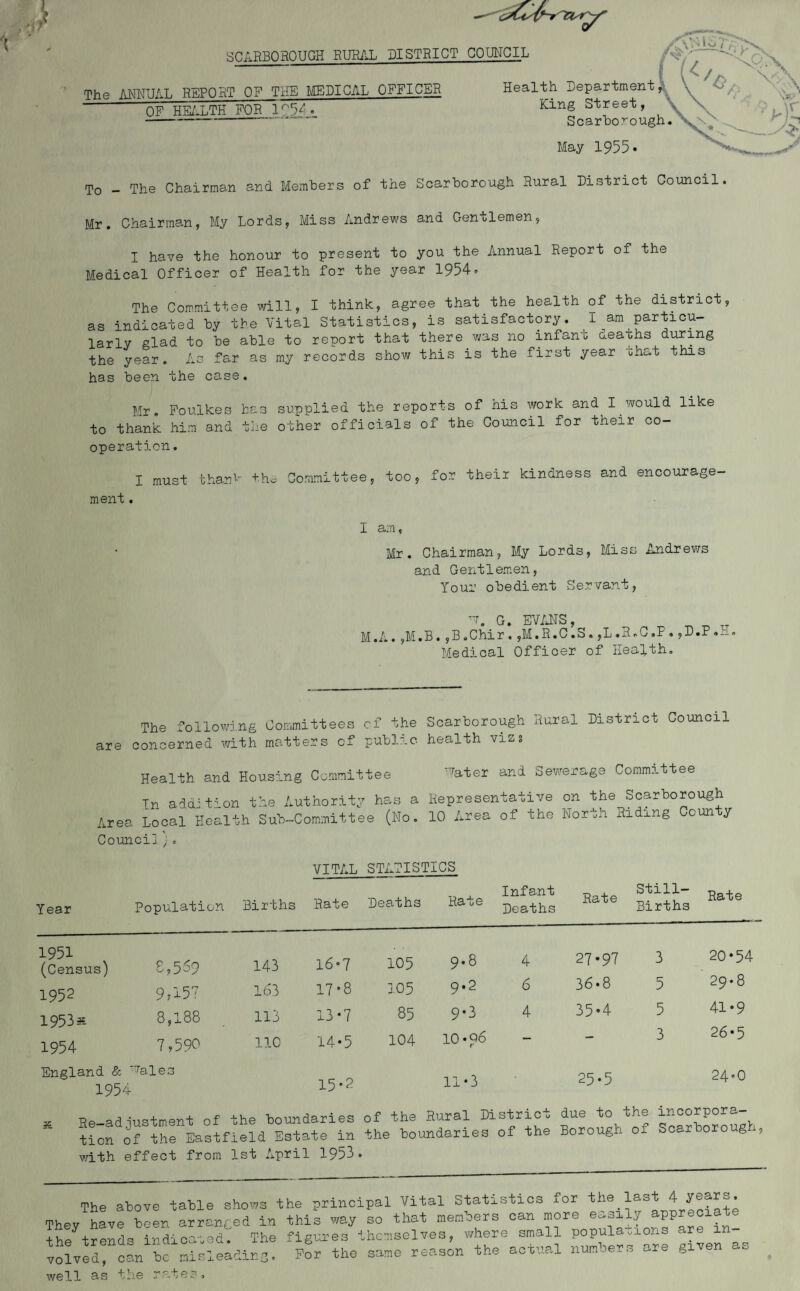 Library
SCARBOROUGH RURAL DISTRICT COUNCIL
The ANNUAL REPORT OF THE MEDICAL OFFICER
OF HEALTH FOR 1954.
Health Department,
King Street,
Scarborough.
May 1955.
To - The Chairman and Members of the Scarborough Rural District Council.
Mr. Chairman, My Lords, Miss Andrews and Gentlemen,
I have the honour to present to you the Annual Report of the
Medical Officer of Health for the year 1954.
The Committee will, I think, agree that the health of the district,
as indicated by the Vital Statistics, is satisfactory. I am particu-
larly glad to be able to report that there was no infant deaths during
the year. As far as my records show this is the first year that this
has been the case.
Mr. Foulkes has supplied the reports of his work and I would like
to thank him and the other officials of the Council for their co-
operation.
I must thank the Committee, too, for their kindness and encourage-
ment.
I am,
Mr. Chairman, My Lords, Miss Andrews
and Gentlemen,
Your obedient Servant,
W. G. EVANS,
M.A.,M.B.,B.Chir.,M.R.C.S.,L.R.C.P.,D.P.H.
Medical Officer of Health.
The following Committees of the Scarborough Rural District Council
are concerned with matters of public health viz:
Health and Housing Committee Water and Sewerage Committee
In addition the Authority has a Representative on the Scarborough
Area Local Health Sub-Committee (No. 10 Area of the North Riding County
Council).
VITAL STATISTICS
Year Population Births Rate Deaths Rate Infant Deaths Rate Still-Births Rate
1951 (Census) 8,569 143 16.7 105 9.8 4 27.97 3 20.54
1952 9,157 163 17.8 105 9.2 6 36.8 5 29.8
1953* 8,188 113 13.7 85 9.3 4 35.4 5 41.9
1954 7,590 110 14.5 104 10.96 - - 3 26.5
England & Wales 1954 15.2 11.3 25.5 24.0
* Re-adjustment of the boundaries of the Rural District due to the incorpora-
tion of the Eastfield Estate in the boundaries of the Borough of Scarborough,
with effect from 1st April 1953.
The above table shows the principal Vital Statistics for the last 4 years.
They have been arranged in this way so that members can more easily appreciate
the trends indicated. The figures themselves, where small populations are in-
volved, can be misleading. For the same reason the actual numbers are given as
well as the rates.